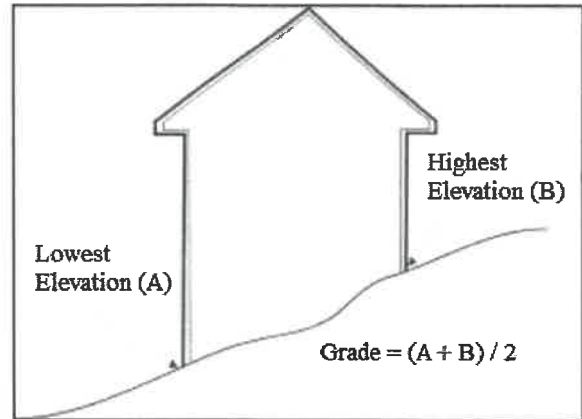 Highest
Elevation (B)
Lowest
Elevation (A)
Grade = (A + B) / 2